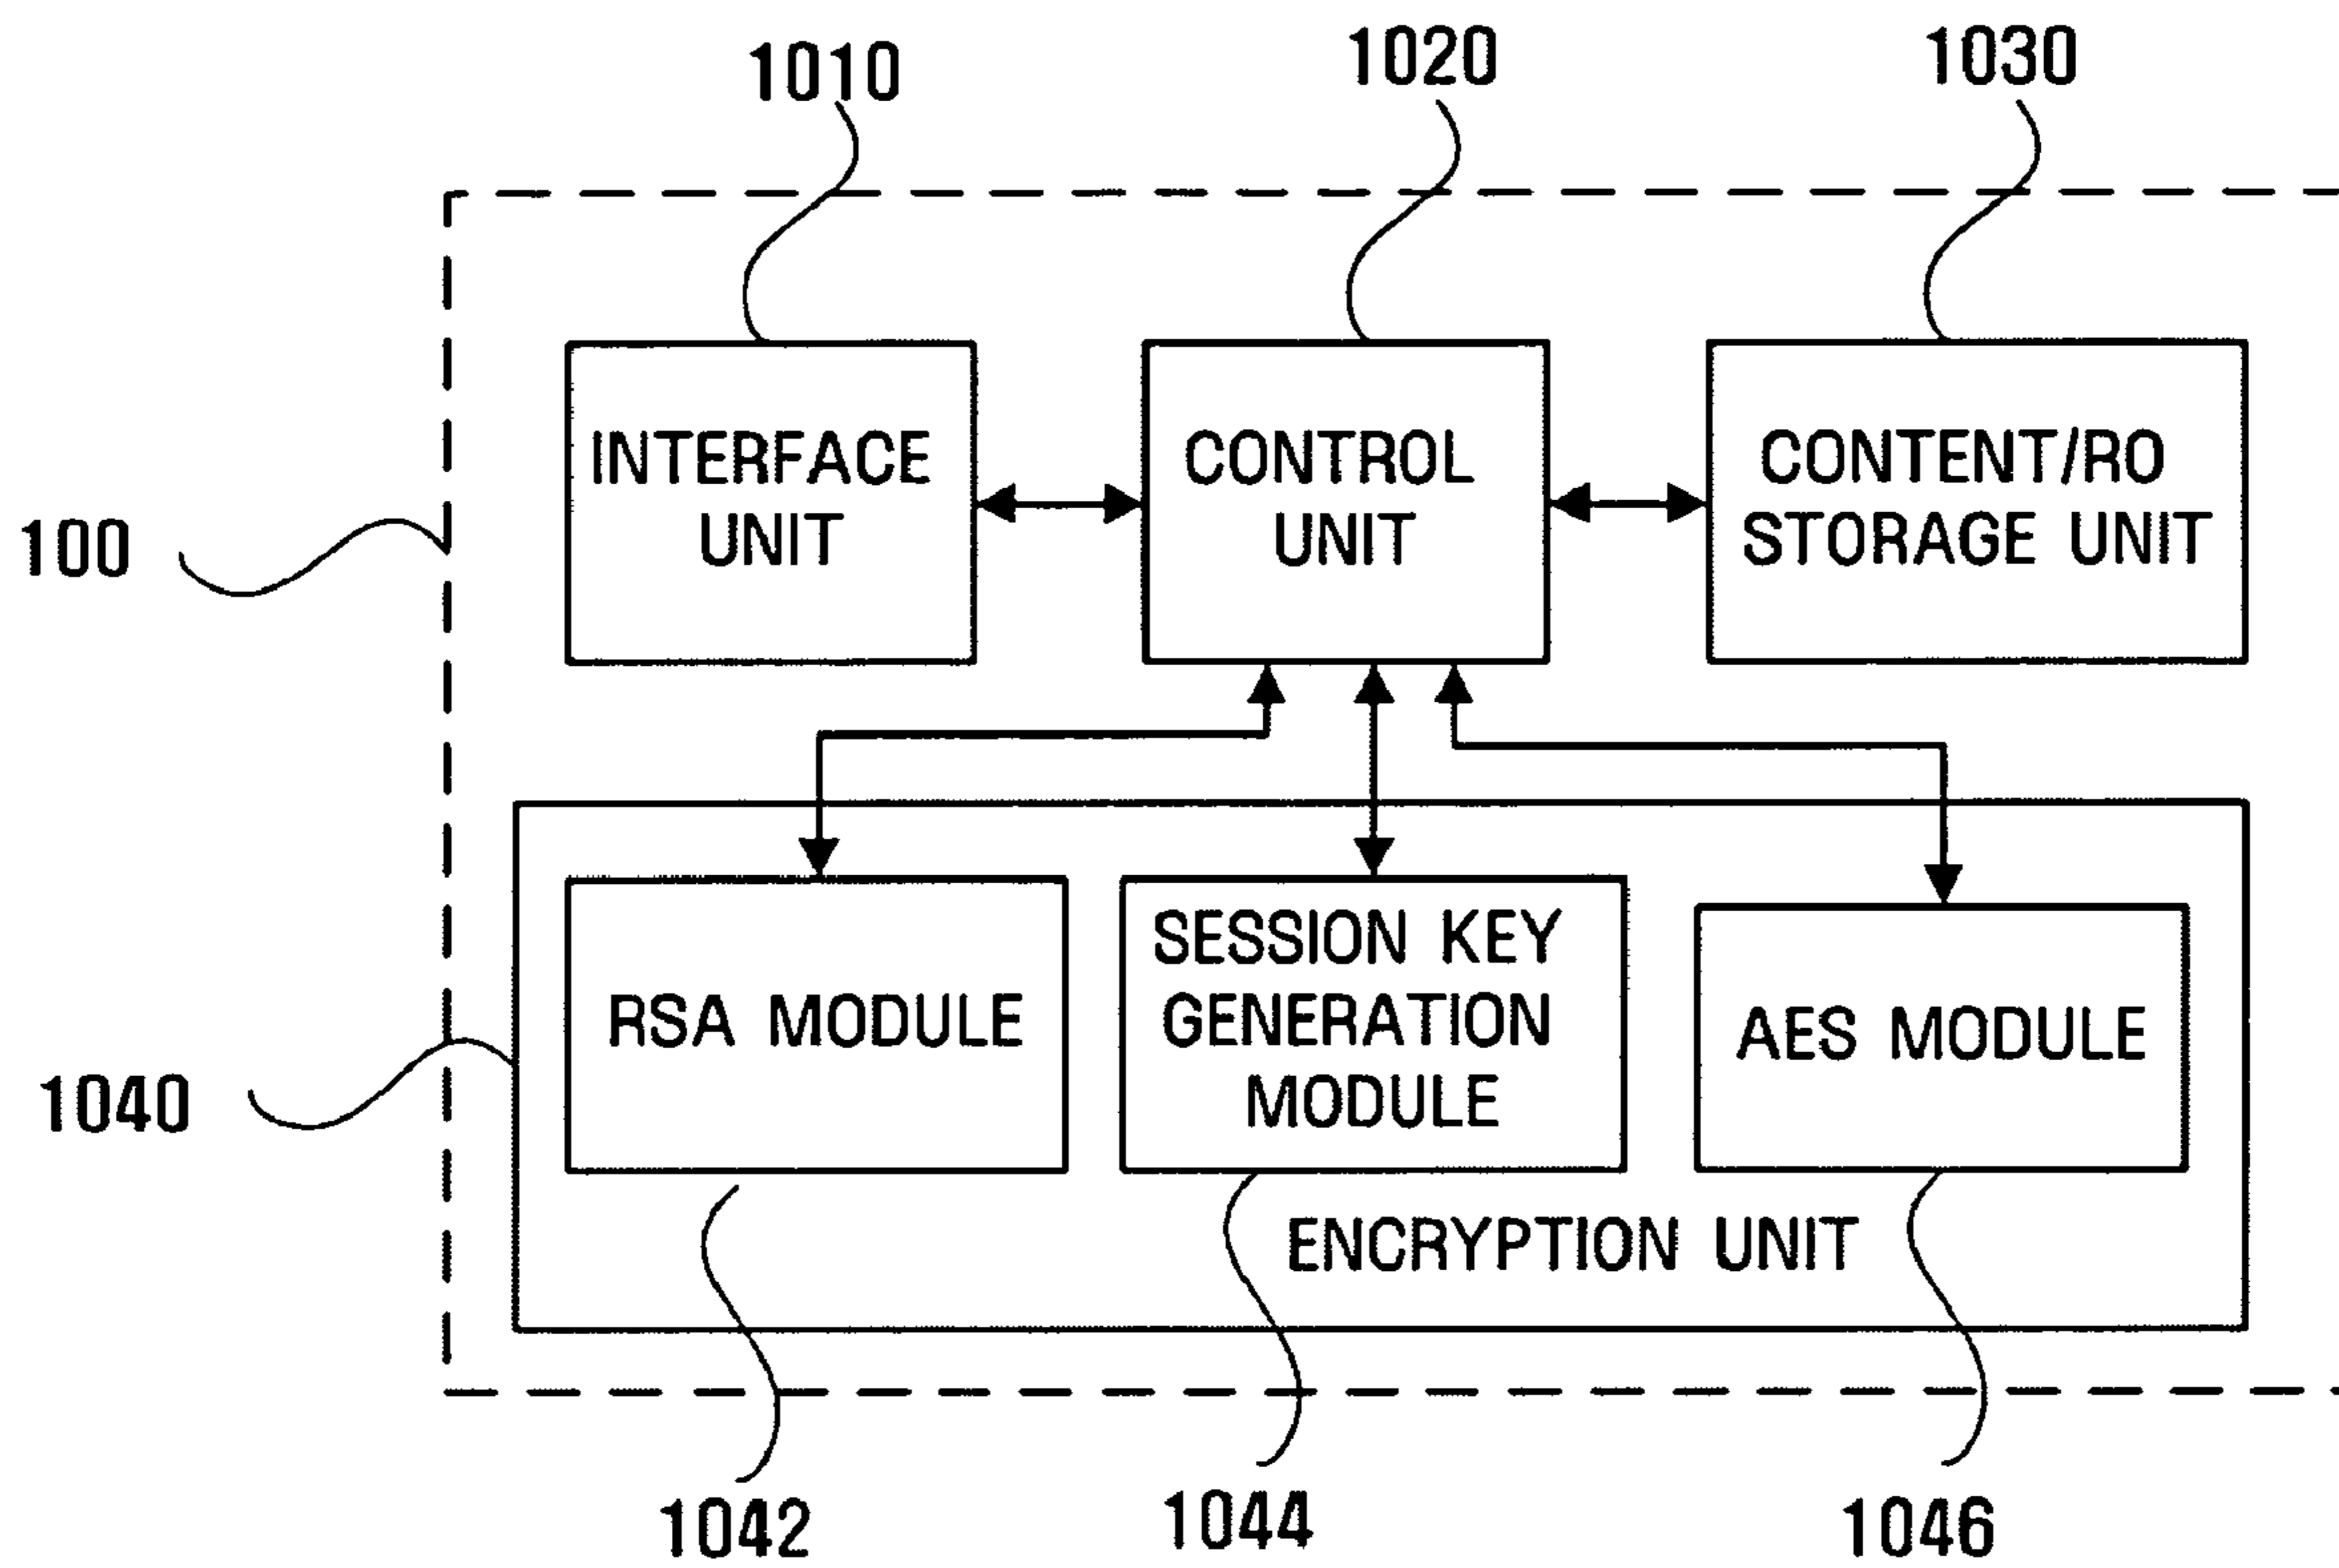 1010
1020
1030
INTERFACE
UNIT
CONTROL
UNIT
CONTENT/RO
STORAGE UNIT
100
RSA MODULE
SESSION KEY
GENERATION
MODULE
AES MODULE
1040
ENCRYPTION UNIT
1042
1044
1046